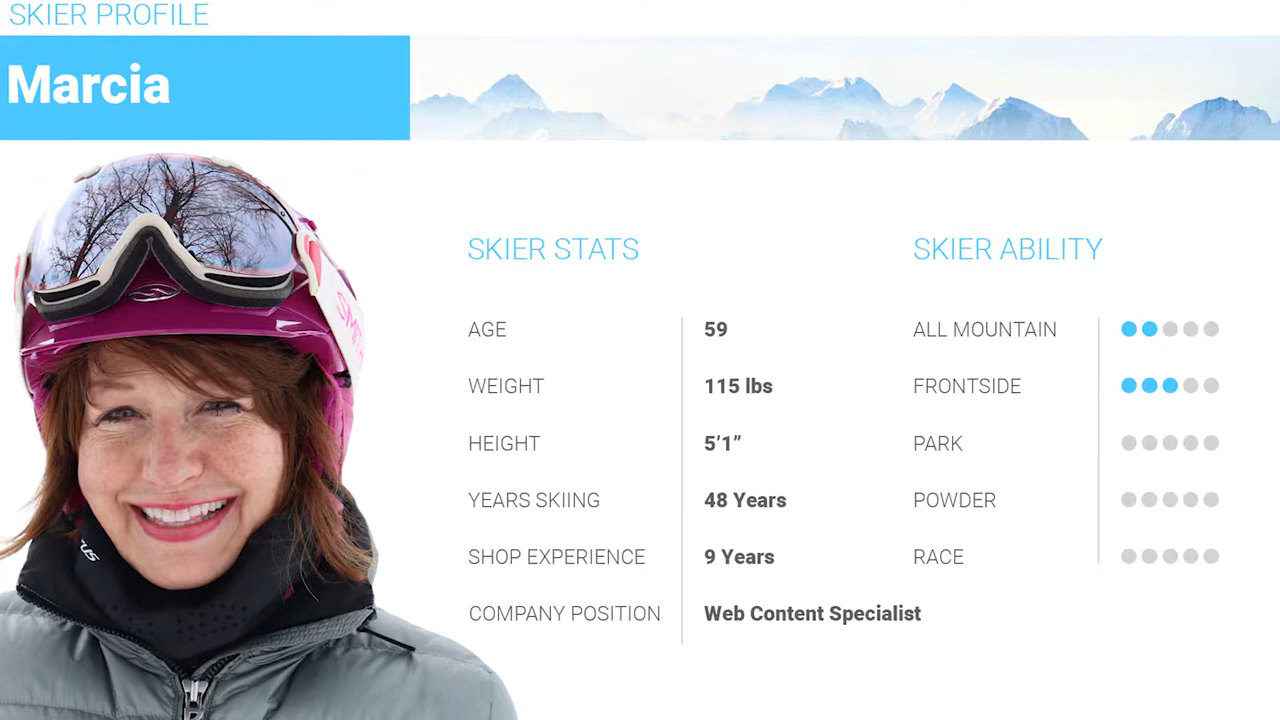 SKIER PROFILE
Marcia
SKIER STATS
AGE 59
WEIGHT 115 lbs
HEIGHT 5’1”
YEARS SKIING 48 Years
SHOP EXPERIENCE 9 Years
COMPANY POSITION Web Content Specialist
SKIER ABILITY
ALL MOUNTAIN
FRONTSIDE
PARK
POWDER
RACE